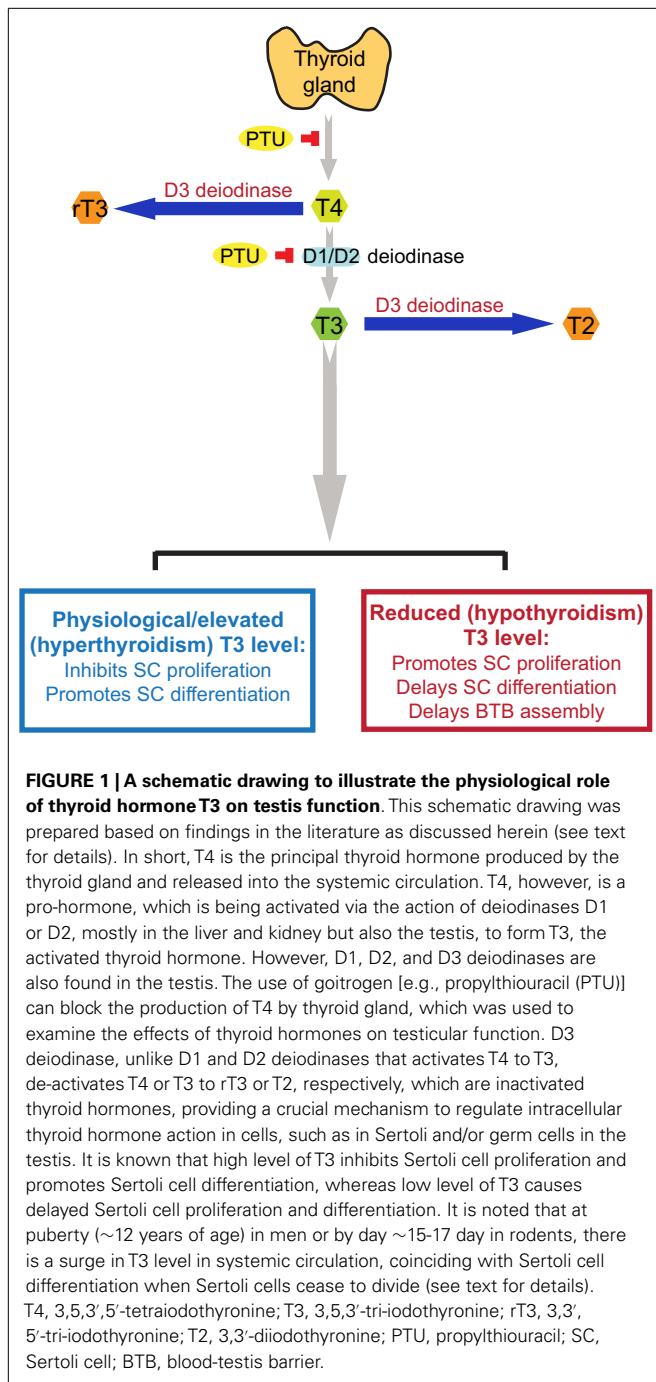 Thyroid
gland
PTU
D3 deiodinase
rT3
T4
PTU
D1/D2 deiodinase
D3 deiodinase
T3
T2
Physiological/elevated
(hyperthyroidism) T3 level:
Inhibits SC proliferation
Promotes SC differentiation
Reduced (hypothyroidism)
T3 level:
Promotes SC proliferation
Delays SC differentiation
Delays BTB assembly
FIGURE 1 | A schematic drawing to illustrate the physiological role
of thyroid hormone T3 on testis function. This schematic drawing was
prepared based on findings in the literature as discussed herein (see text
for details). In short, T4 is the principal thyroid hormone produced by the
thyroid gland and released into the systemic circulation. T4, however, is a
pro-hormone, which is being activated via the action of deiodinases D1
or D2, mostly in the liver and kidney but also the testis, to form T3, the
activated thyroid hormone. However, D1, D2, and D3 deiodinases are
also found in the testis. The use of goitrogen [e.g., propylthiouracil (PTU)]
can block the production of T4 by thyroid gland, which was used to
examine the effects of thyroid hormones on testicular function. D3
deiodinase, unlike D1 and D2 deiodinases that activates T4 to T3,
de-activates T4 or T3 to rT3 or T2, respectively, which are inactivated
thyroid hormones, providing a crucial mechanism to regulate intracellular
thyroid hormone action in cells, such as in Sertoli and/or germ cells in the
testis. It is known that high level of T3 inhibits Sertoli cell proliferation and
promotes Sertoli cell differentiation, whereas low level of T3 causes
delayed Sertoli cell proliferation and differentiation. It is noted that at
puberty (∼12 years of age) in men or by day ∼15-17 day in rodents, there
is a surge in T3 level in systemic circulation, coinciding with Sertoli cell
differentiation when Sertoli cells cease to divide (see text for details).
T4, 3,5,3′,5′-tetraiodothyronine; T3, 3,5,3′-tri-iodothyronine; rT3, 3,3′,
5′-tri-iodothyronine; T2, 3,3′-diiodothyronine; PTU, propylthiouracil; SC,
Sertoli cell; BTB, blood-testis barrier.